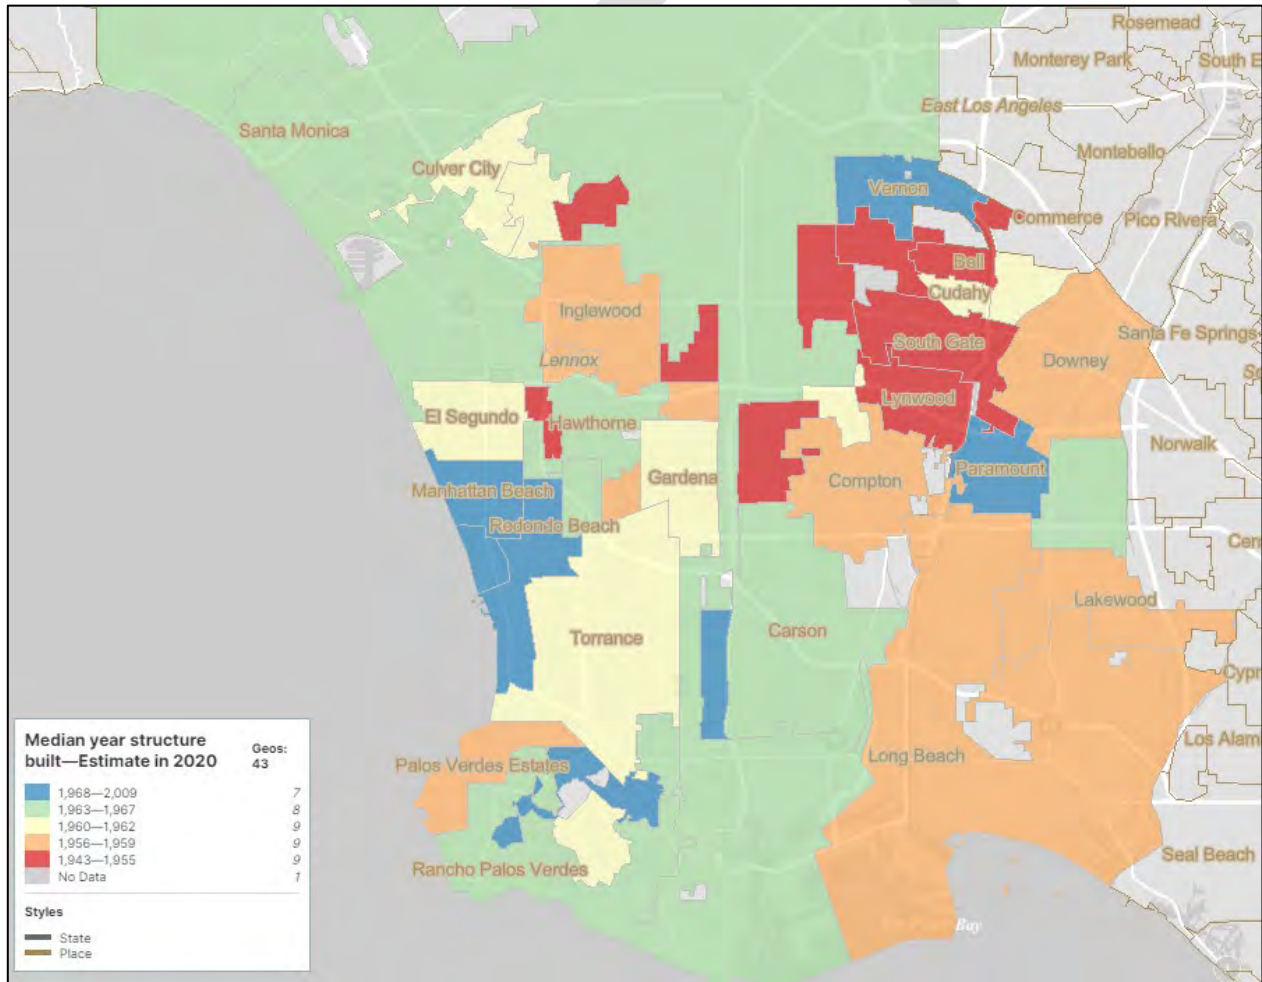 Rosemead
Monterey Park
South E
East Los Angeles
Santa Monica
Montebello
Culver City
Vernon
Commerce
Pico Rivera
Bell
Cudahy
Inglewood
South Gate
Santa Fe Springs
Lennox
Downey
So
Lynwood
El Segundo
Hawthorne
Norwalk
Gardena
Compton
Paramount
Manhattan Beach
Redondo Beach
Cerr
Lakewood
Torrance
Carson
Cypr
Long Beach
Los Alami
Palos Verdes Estates
Seal Beach
Rancho Palos Verdes
Bay
Median year structure
built—Estimate in 2020
Geos:
43
1,968—2,009 7
1,963—1,967 8
1,960—1,962 9
1,956—1,959 9
1,943—1,955 9
No Data 1
Styles
State
Place